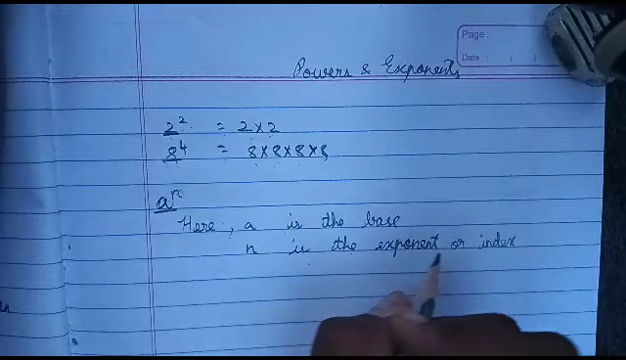 Page:
Date: / /
Powers & Exponents
2² = 2×2
8⁴ = 8×8×8×8
aⁿ
Here, a is the base
n is the exponent or index